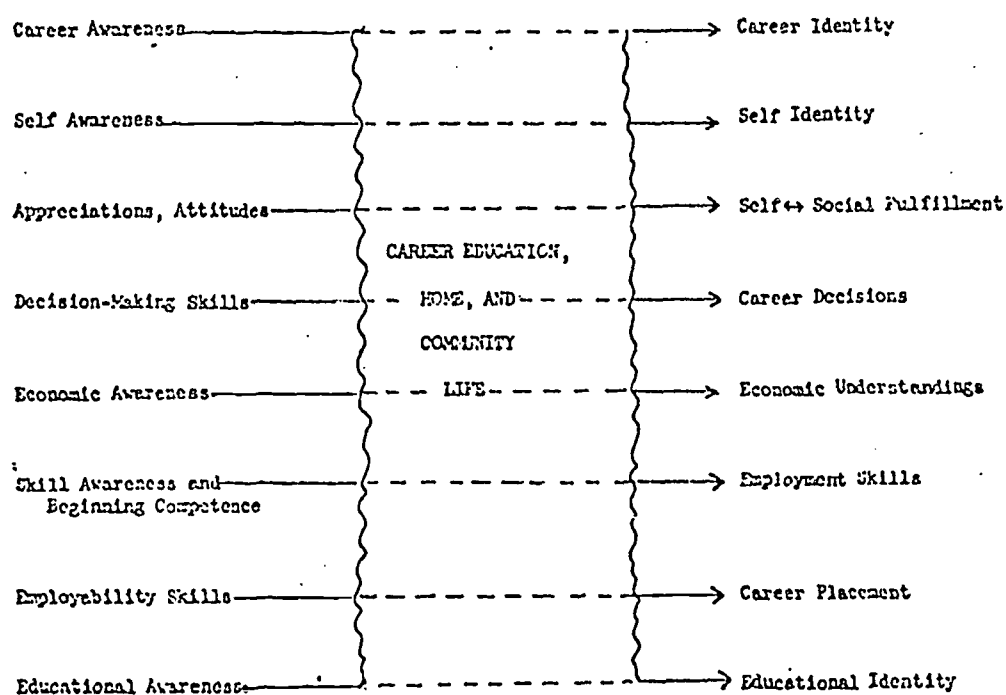 Career Awareness
Career Identity
Self Awareness
Self Identity
Appreciations, Attitudes
Self ↔ Social Fulfillment
CAREER EDUCATION,
Decision-Making Skills
HOME, AND
Career Decisions
COMMUNITY
Economic Awareness
LIFE
Economic Understandings
Skill Awareness and
Beginning Competence
Employment Skills
Employability Skills
Career Placement
Educational Awareness
Educational Identity